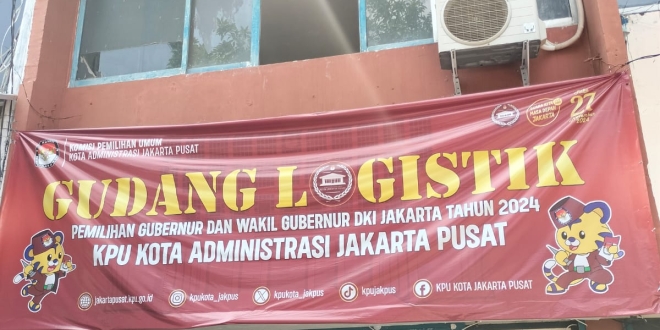 KOMISI PEMILIHAN UMUM
KOTA ADMINISTRASI JAKARTA PUSAT
27
2024
GUDANG LOGISTIK
PEMILIHAN GUBERNUR DAN WAKIL GUBERNUR DKI JAKARTA TAHUN 2024
KPU KOTA ADMINISTRASI JAKARTA PUSAT
jakartapusat.kpu.go.id kpukota_jakpus kpukota_jakpus kpujakpus KPU KOTA JAKARTA PUSAT